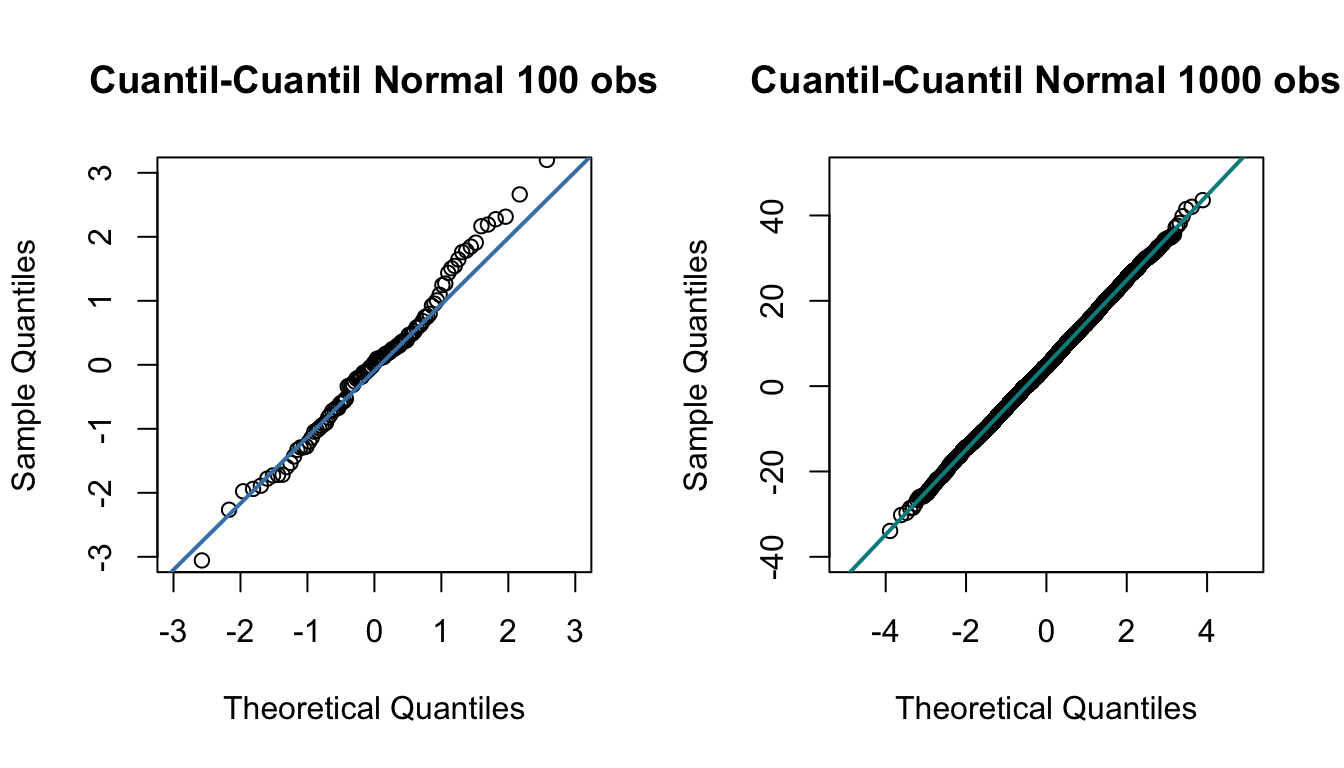 Cuantil-Cuantil Normal 100 obs
3
2
1
0
-1
-2
-3
Sample Quantiles
-3 -2 -1 0 1 2 3
Theoretical Quantiles
Cuantil-Cuantil Normal 1000 obs
40
20
0
-20
-40
Sample Quantiles
-4 -2 0 2 4
Theoretical Quantiles